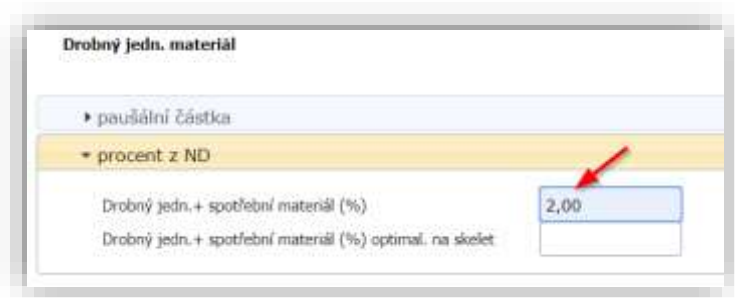 Drobný jedn. materiál
paušální částka
procent z ND
Drobný jedn.+ spotřební materiál (%) 2,00
Drobný jedn.+ spotřební materiál (%) optimal. na skelet